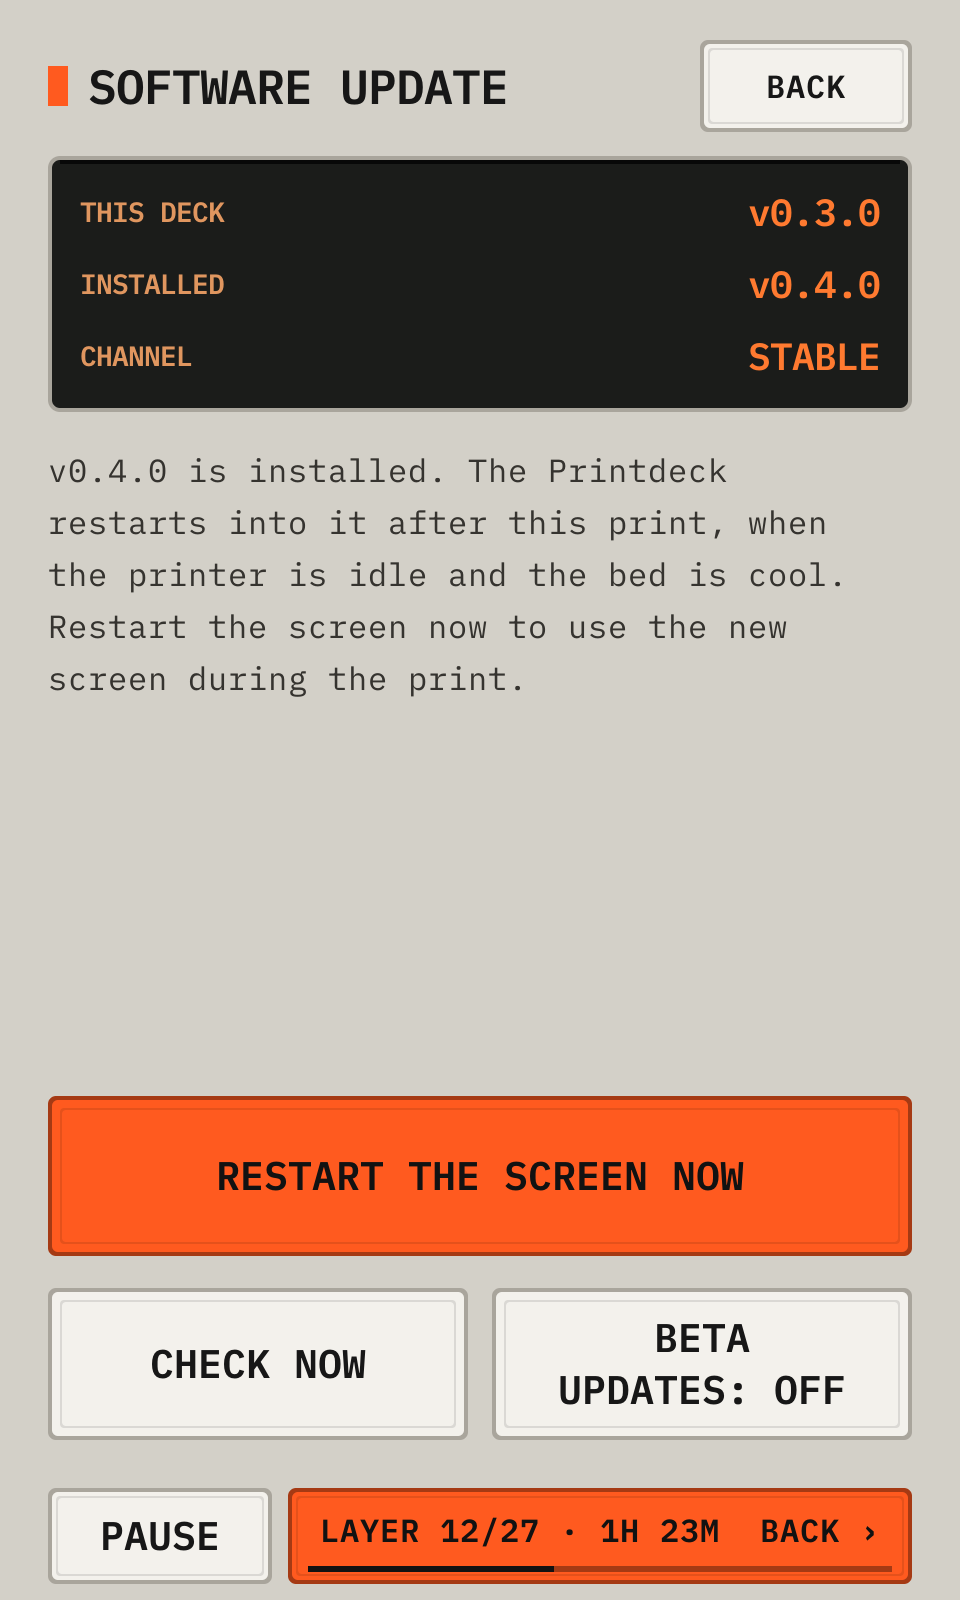 SOFTWARE UPDATE
BACK
THIS DECK v0.3.0
INSTALLED v0.4.0
CHANNEL STABLE
v0.4.0 is installed. The Printdeck
restarts into it after this print, when
the printer is idle and the bed is cool.
Restart the screen now to use the new
screen during the print.
RESTART THE SCREEN NOW
CHECK NOW
BETA
UPDATES: OFF
PAUSE
LAYER 12/27 · 1H 23M BACK ›